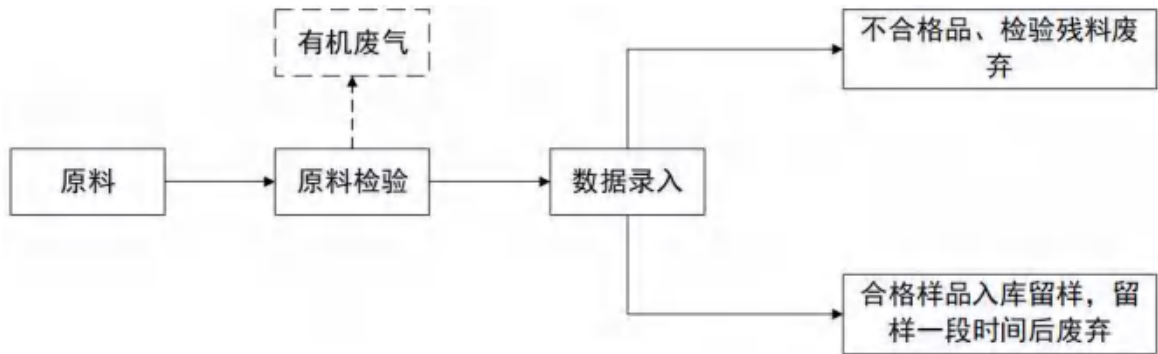 有机废气
不合格品、检验残料废
弃
原料
原料检验
数据录入
合格样品入库留样，留
样一段时间后废弃